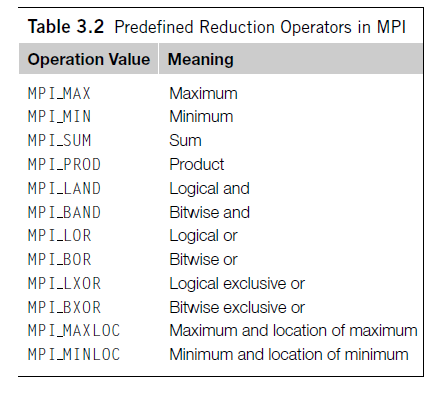 Table 3.2 Predefined Reduction Operators in MPI
Operation Value Meaning
MPI_MAX Maximum
MPI_MIN Minimum
MPI_SUM Sum
MPI_PROD Product
MPI_LAND Logical and
MPI_BAND Bitwise and
MPI_LOR Logical or
MPI_BOR Bitwise or
MPI_LXOR Logical exclusive or
MPI_BXOR Bitwise exclusive or
MPI_MAXLOC Maximum and location of maximum
MPI_MINLOC Minimum and location of minimum